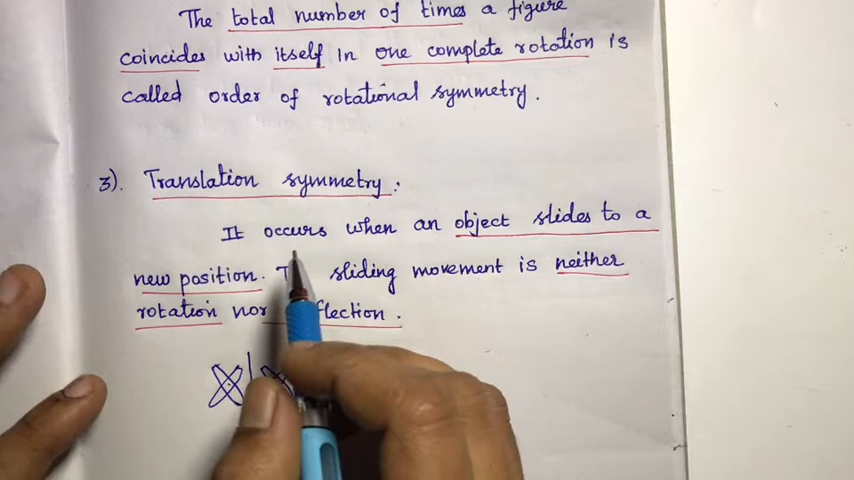 The total number of times a figure
coincides with itself in one complete rotation is
called order of rotational symmetry.
3). Translation symmetry:
It occurs when an object slides to a
new position. sliding movement is neither
rotation nor flection.